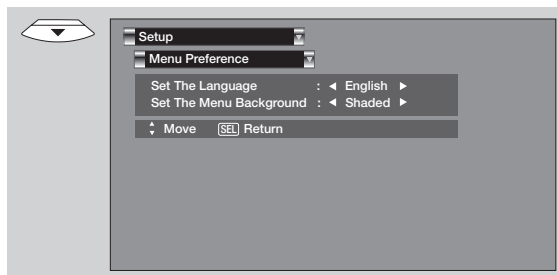 Setup
Menu Preference
Set The Language : ◄ English ►
Set The Menu Background : ◄ Shaded ►
Move SEL Return